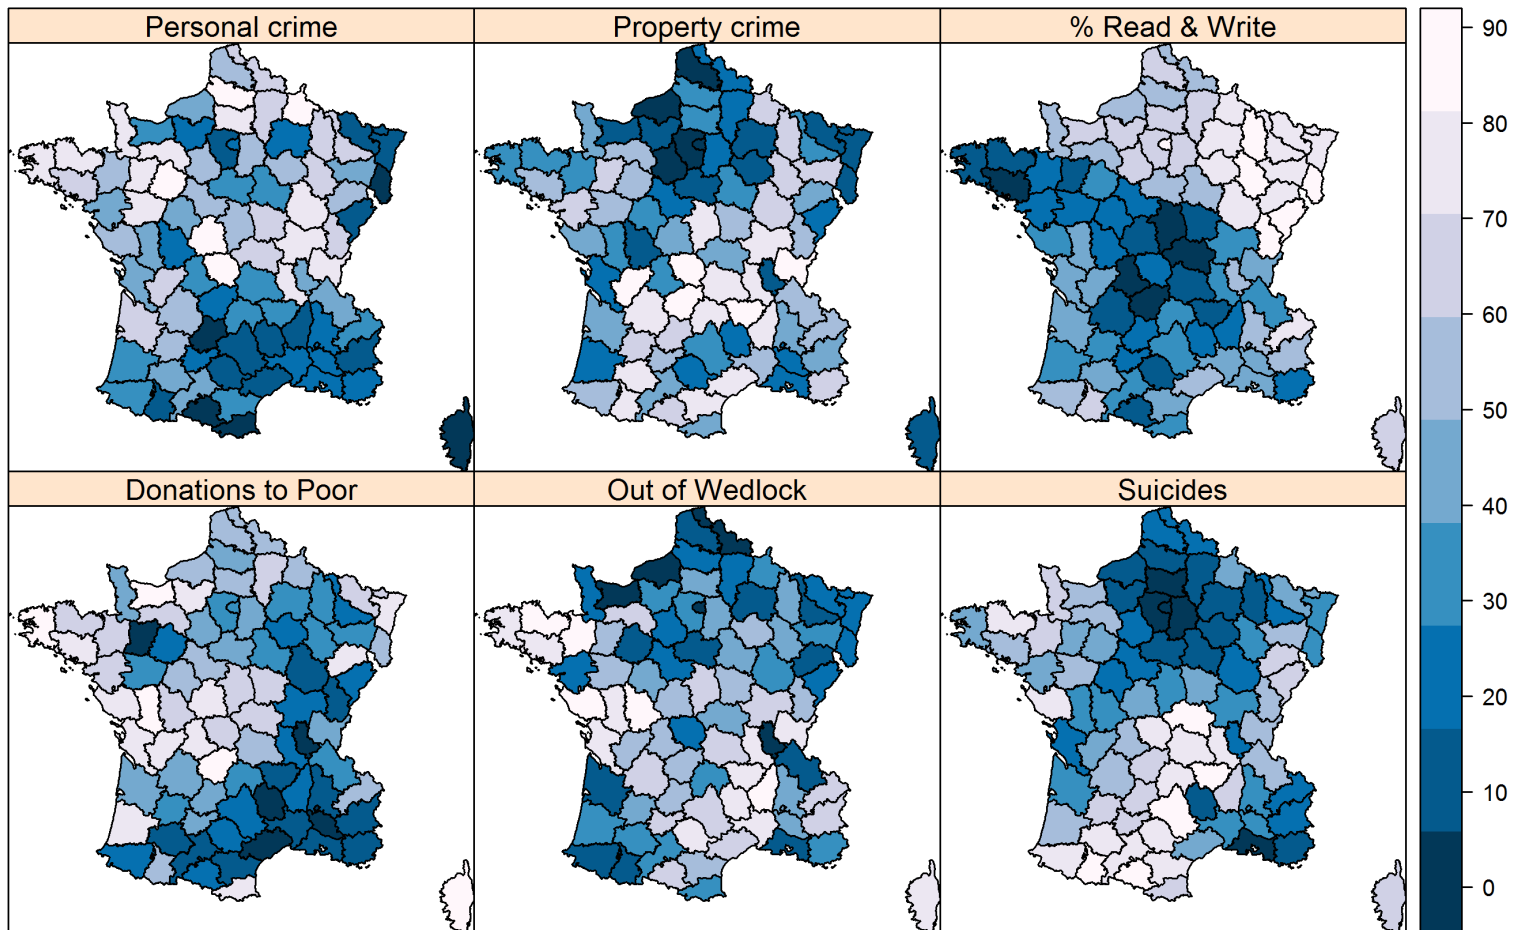 Personal crime
Property crime
% Read & Write
Donations to Poor
Out of Wedlock
Suicides
90
80
70
60
50
40
30
20
10
0